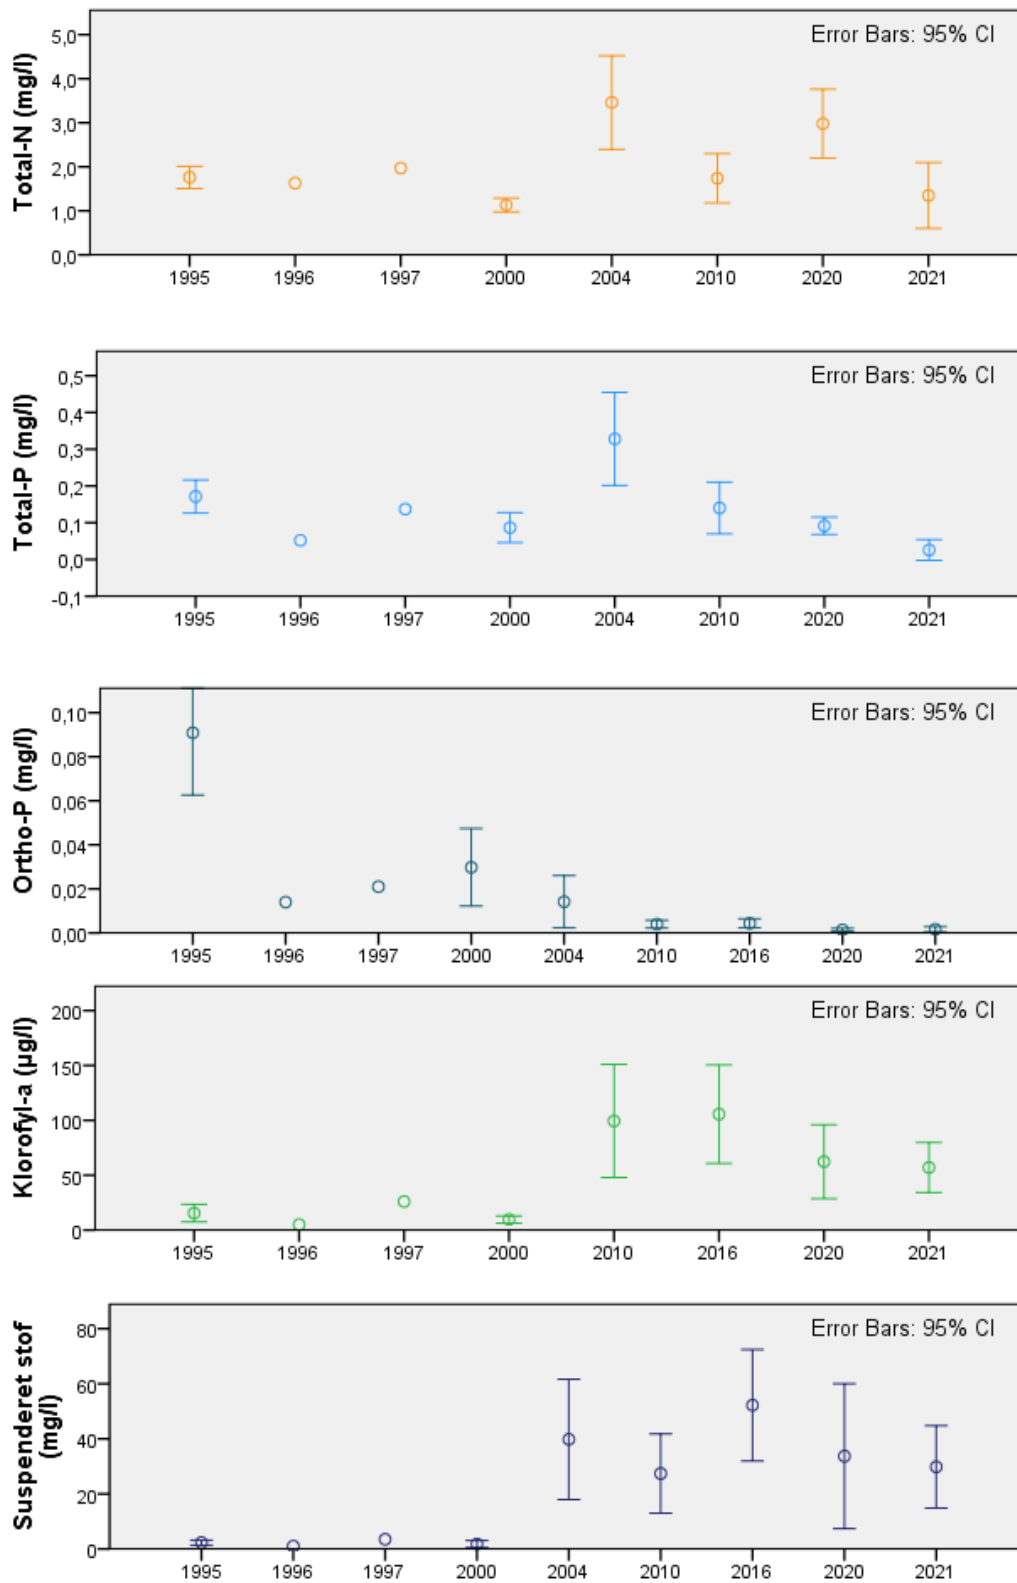 Error Bars: 95% CI
Total-N (mg/l)
5,0
4,0
3,0
2,0
1,0
0,0
1995 1996 1997 2000 2004 2010 2020 2021
Error Bars: 95% CI
Total-P (mg/l)
0,5
0,4
0,3
0,2
0,1
0,0
-0,1
1995 1996 1997 2000 2004 2010 2020 2021
Error Bars: 95% CI
Ortho-P (mg/l)
0,10
0,08
0,06
0,04
0,02
0,00
1995 1996 1997 2000 2004 2010 2016 2020 2021
Error Bars: 95% CI
Klorofyl-a (µg/l)
200
150
100
50
0
1995 1996 1997 2000 2010 2016 2020 2021
Error Bars: 95% CI
Suspenderet stof
(mg/l)
80
60
40
20
0
1995 1996 1997 2000 2004 2010 2016 2020 2021